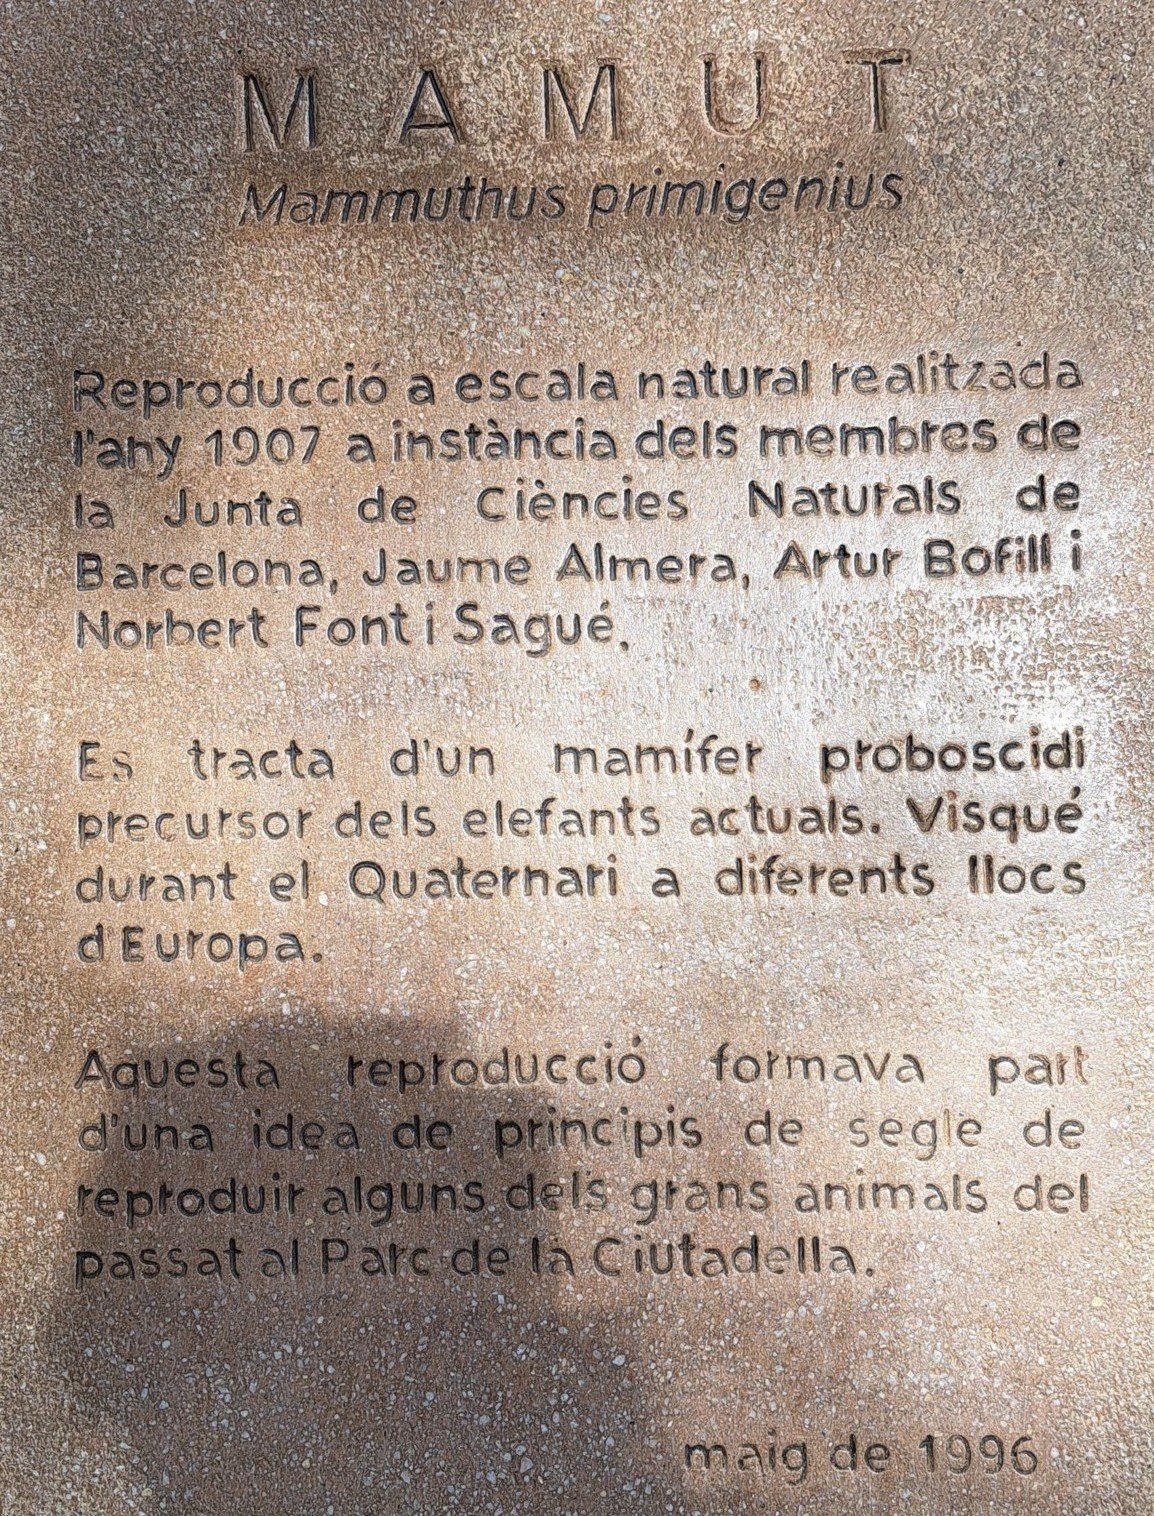 MAMUT
Mammuthus primigenius
Reproducció a escala natural realitzada
l'any 1907 a instància dels membres de
la Junta de Ciències Naturals de
Barcelona, Jaume Almera, Artur Bofill i
Norbert Font i Sagué.
Es tracta d'un mamífer proboscidi
precursor dels elefants actuals. Visqué
durant el Quaternari a diferents llocs
d'Europa.
Aquesta reproducció formava part
d'una idea de principis de segle de
reproduir alguns dels grans animals del
passat al Parc de la Ciutadella.
maig de 1996